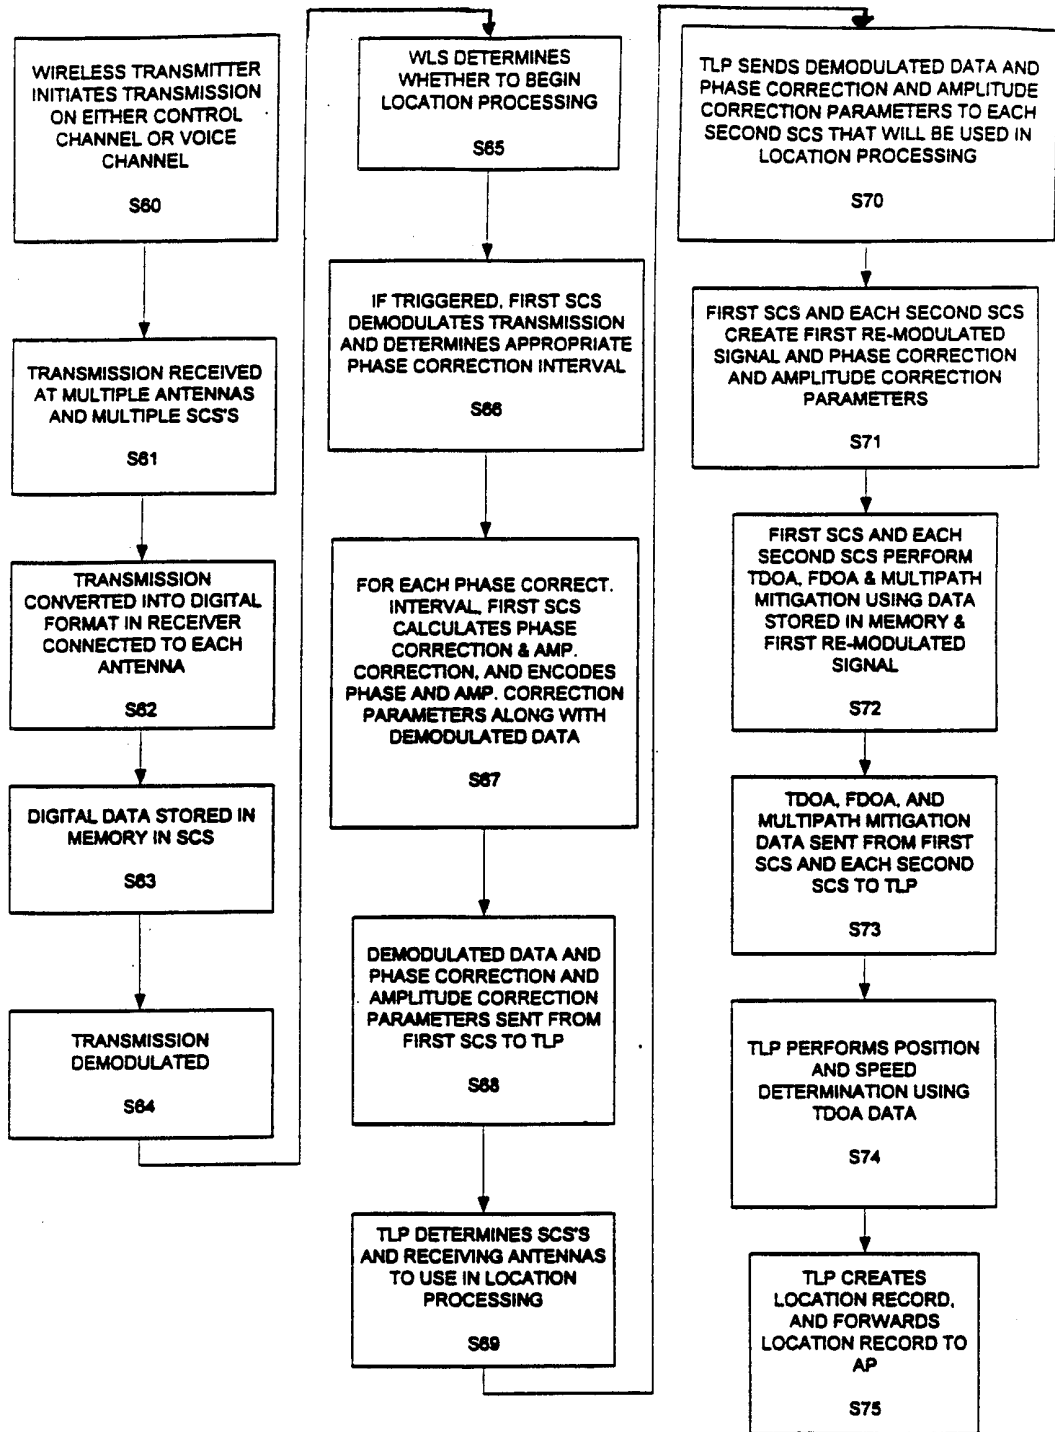 WIRELESS TRANSMITTER
INITIATES TRANSMISSION
ON EITHER CONTROL
CHANNEL OR VOICE
CHANNEL
S60
TRANSMISSION RECEIVED
AT MULTIPLE ANTENNAS
AND MULTIPLE SCS'S
S61
TRANSMISSION
CONVERTED INTO DIGITAL
FORMAT IN RECEIVER
CONNECTED TO EACH
ANTENNA
S62
DIGITAL DATA STORED IN
MEMORY IN SCS
S63
TRANSMISSION
DEMODULATED
S64
WLS DETERMINES
WHETHER TO BEGIN
LOCATION PROCESSING
S65
IF TRIGGERED, FIRST SCS
DEMODULATES TRANSMISSION
AND DETERMINES APPROPRIATE
PHASE CORRECTION INTERVAL
S66
FOR EACH PHASE CORRECT.
INTERVAL, FIRST SCS
CALCULATES PHASE
CORRECTION & AMP.
CORRECTION, AND ENCODES
PHASE AND AMP. CORRECTION
PARAMETERS ALONG WITH
DEMODULATED DATA
S67
DEMODULATED DATA AND
PHASE CORRECTION AND
AMPLITUDE CORRECTION
PARAMETERS SENT FROM
FIRST SCS TO TLP
S68
TLP DETERMINES SCS'S
AND RECEIVING ANTENNAS
TO USE IN LOCATION
PROCESSING
S69
TLP SENDS DEMODULATED DATA AND
PHASE CORRECTION AND AMPLITUDE
CORRECTION PARAMETERS TO EACH
SECOND SCS THAT WILL BE USED IN
LOCATION PROCESSING
S70
FIRST SCS AND EACH SECOND SCS
CREATE FIRST RE-MODULATED
SIGNAL AND PHASE CORRECTION
AND AMPLITUDE CORRECTION
PARAMETERS
S71
FIRST SCS AND EACH
SECOND SCS PERFORM
TDOA, FDOA & MULTIPATH
MITIGATION USING DATA
STORED IN MEMORY &
FIRST RE-MODULATED
SIGNAL
S72
TDOA, FDOA, AND
MULTIPATH MITIGATION
DATA SENT FROM FIRST
SCS AND EACH SECOND
SCS TO TLP
S73
TLP PERFORMS POSITION
AND SPEED
DETERMINATION USING
TDOA DATA
S74
TLP CREATES
LOCATION RECORD,
AND FORWARDS
LOCATION RECORD TO
AP
S75